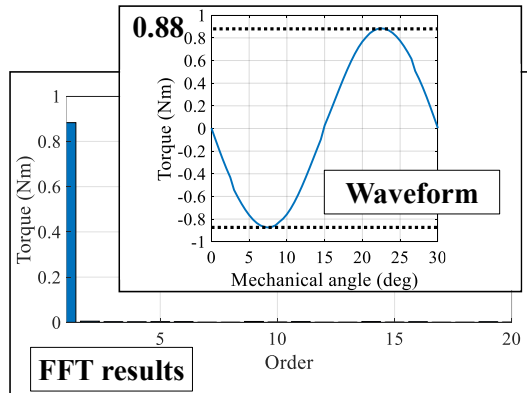 0.88
1
0.8
0.6
0.4
0.2
0
-0.2
-0.4
-0.6
-0.8
-1
Torque (Nm)
0 5 10 15 20 25 30
Mechanical angle (deg)
Waveform
1
0.8
0.6
0.4
0.2
0
Torque (Nm)
5 10 15 20
Order
FFT results